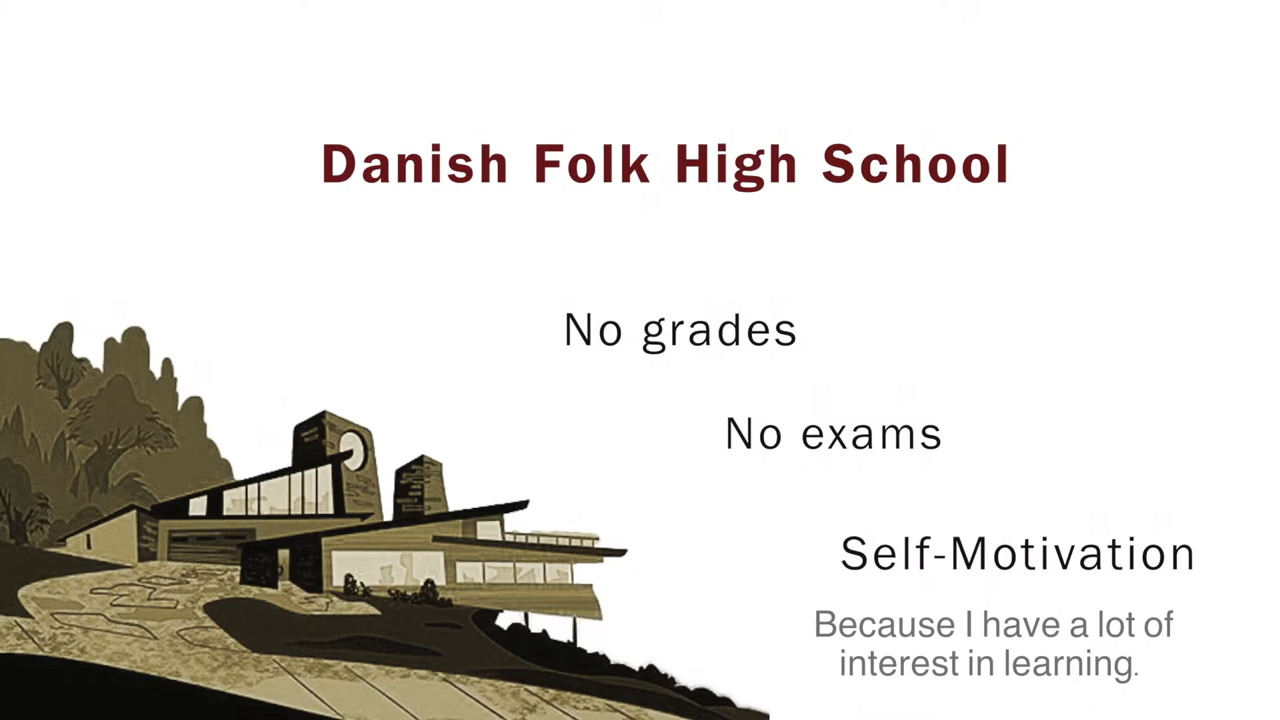 Danish Folk High School
No grades
No exams
Self-Motivation
Because I have a lot of
interest in learning.